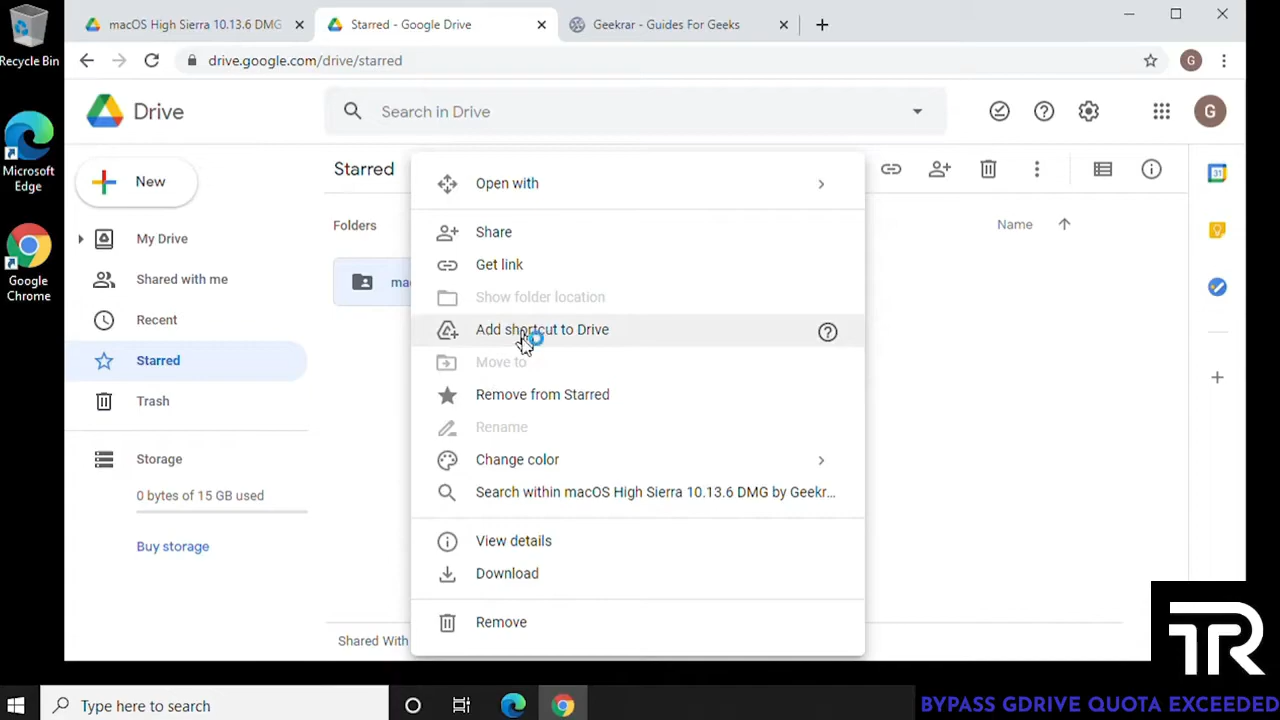 Recycle Bin
Microsoft
Edge
Google
Chrome
macOS High Sierra 10.13.6 DMG
Starred - Google Drive
Geekrar - Guides For Geeks
drive.google.com/drive/starred
G
Drive
Search in Drive
G
New
My Drive
Shared with me
Recent
Starred
Trash
Storage
0 bytes of 15 GB used
Buy storage
Starred
Folders
Name
mac
Open with
Share
Get link
Show folder location
Add shortcut to Drive
Move to
Remove from Starred
Rename
Change color
Search within macOS High Sierra 10.13.6 DMG by Geekr...
View details
Download
Remove
Shared With
31
TR
Type here to search
BYPASS GDRIVE QUOTA EXCEEDED